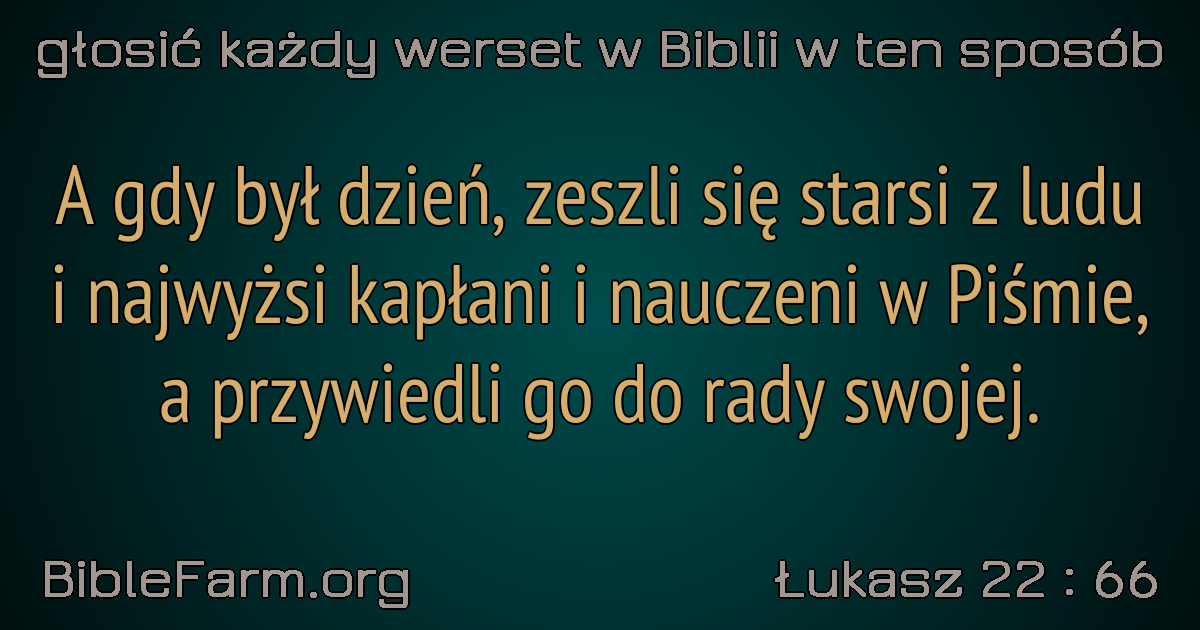 głosić każdy werset w Biblii w ten sposób
A gdy był dzień, zeszli się starsi z ludu
i najwyżsi kapłani i nauczeni w Piśmie,
a przywiedli go do rady swojej.
BibleFarm.org
Łukasz 22 : 66